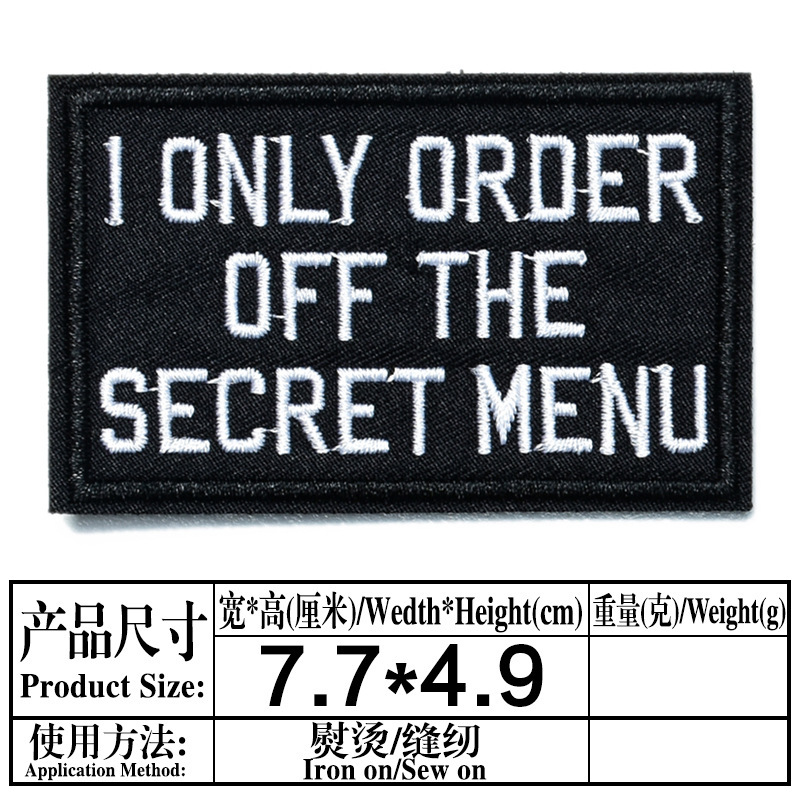 I ONLY ORDER
OFF THE
SECRET MENU
产品尺寸
Product Size:
宽*高(厘米)/Wedth*Height(cm)
重量(克)/Weight(g)
7.7*4.9
使用方法:
Application Method:
熨烫/缝纫
Iron on/Sew on